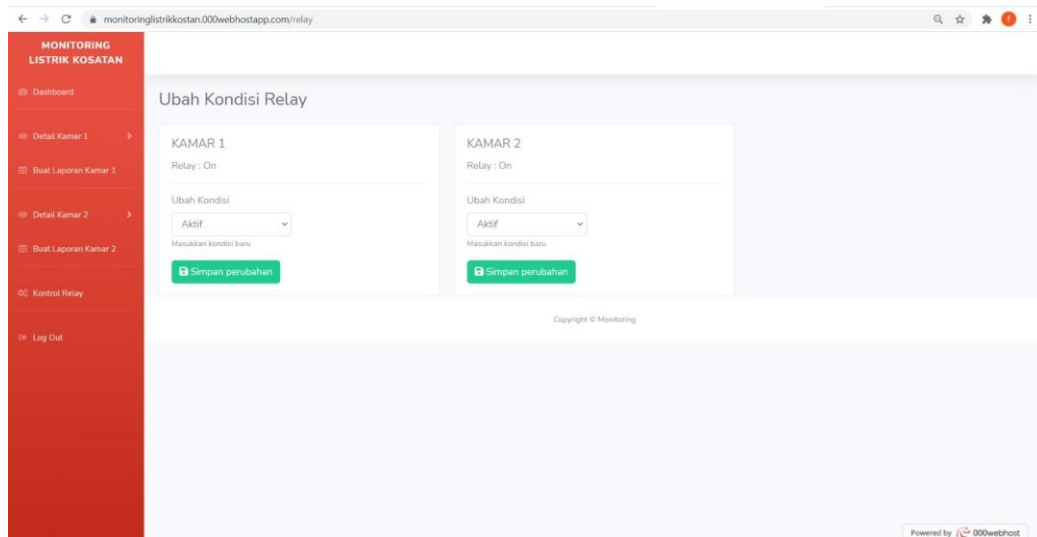 monitoringlistrikkostan.000webhostapp.com/relay
MONITORING
LISTRIK KOSATAN
Dashboard
Detail Kamar 1
Buat Laporan Kamar 1
Detail Kamar 2
Buat Laporan Kamar 2
Kontrol Relay
Log Out
Ubah Kondisi Relay
KAMAR 1
Relay : On
Ubah Kondisi
Aktif
Masukkan kondisi baru
Simpan perubahan
KAMAR 2
Relay : On
Ubah Kondisi
Aktif
Masukkan kondisi baru
Simpan perubahan
Copyright © Monitoring
Powered by 000webhost